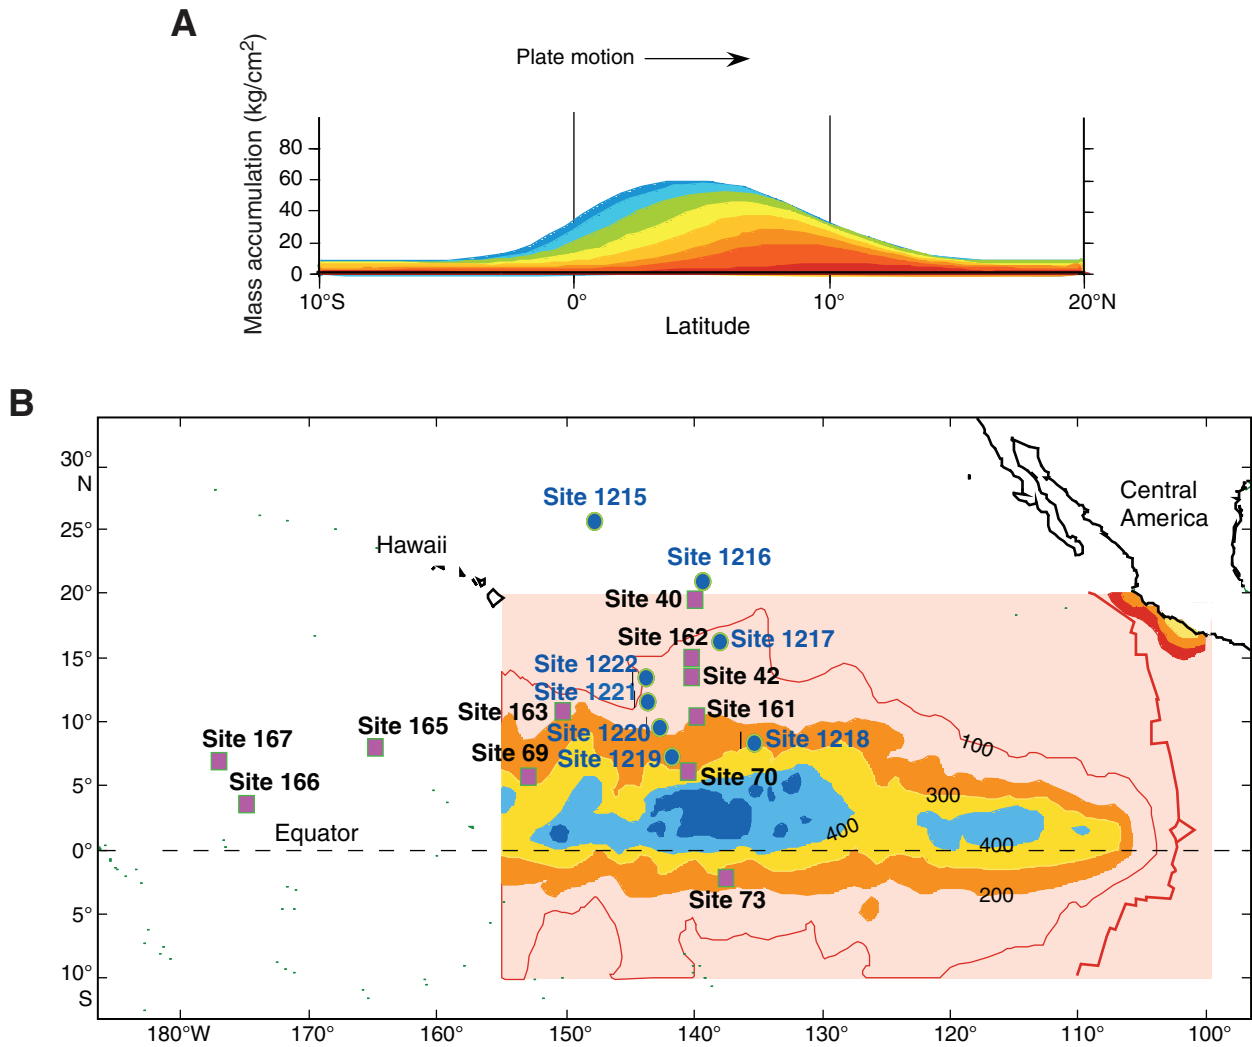 A
Plate motion
Mass accumulation (kg/cm2)
80
60
40
20
0
10°S
0°
10°
20°N
Latitude
B
30°
N
25°
20°
15°
10°
5°
0°
5°
10°
S
Site 1215
Central
America
Hawaii
Site 1216
Site 40
Site 162
Site 1217
Site 1222
Site 42
Site 1221
Site 163
Site 161
Site 165
Site 167
Site 1220
Site 1218
100
Site 69
Site 1219
Site 166
Site 70
300
Equator
400
400
Site 73
200
180°W
170°
160°
150°
140°
130°
120°
110°
100°